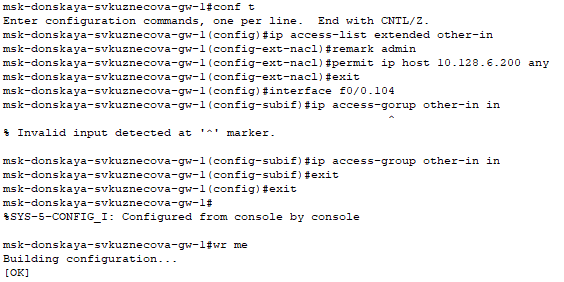 msk-donskaya-svkuznecova-gw-1#conf t
Enter configuration commands, one per line.  End with CNTL/Z.
msk-donskaya-svkuznecova-gw-1(config)#ip access-list extended other-in
msk-donskaya-svkuznecova-gw-1(config-ext-nacl)#remark admin
msk-donskaya-svkuznecova-gw-1(config-ext-nacl)#permit ip host 10.128.6.200 any
msk-donskaya-svkuznecova-gw-1(config-ext-nacl)#exit
msk-donskaya-svkuznecova-gw-1(config)#interface f0/0.104
msk-donskaya-svkuznecova-gw-1(config-subif)#ip access-gorup other-in in
^
% Invalid input detected at '^' marker.
msk-donskaya-svkuznecova-gw-1(config-subif)#ip access-group other-in in
msk-donskaya-svkuznecova-gw-1(config-subif)#exit
msk-donskaya-svkuznecova-gw-1(config)#exit
msk-donskaya-svkuznecova-gw-1#
%SYS-5-CONFIG_I: Configured from console by console
msk-donskaya-svkuznecova-gw-1#wr me
Building configuration...
[OK]